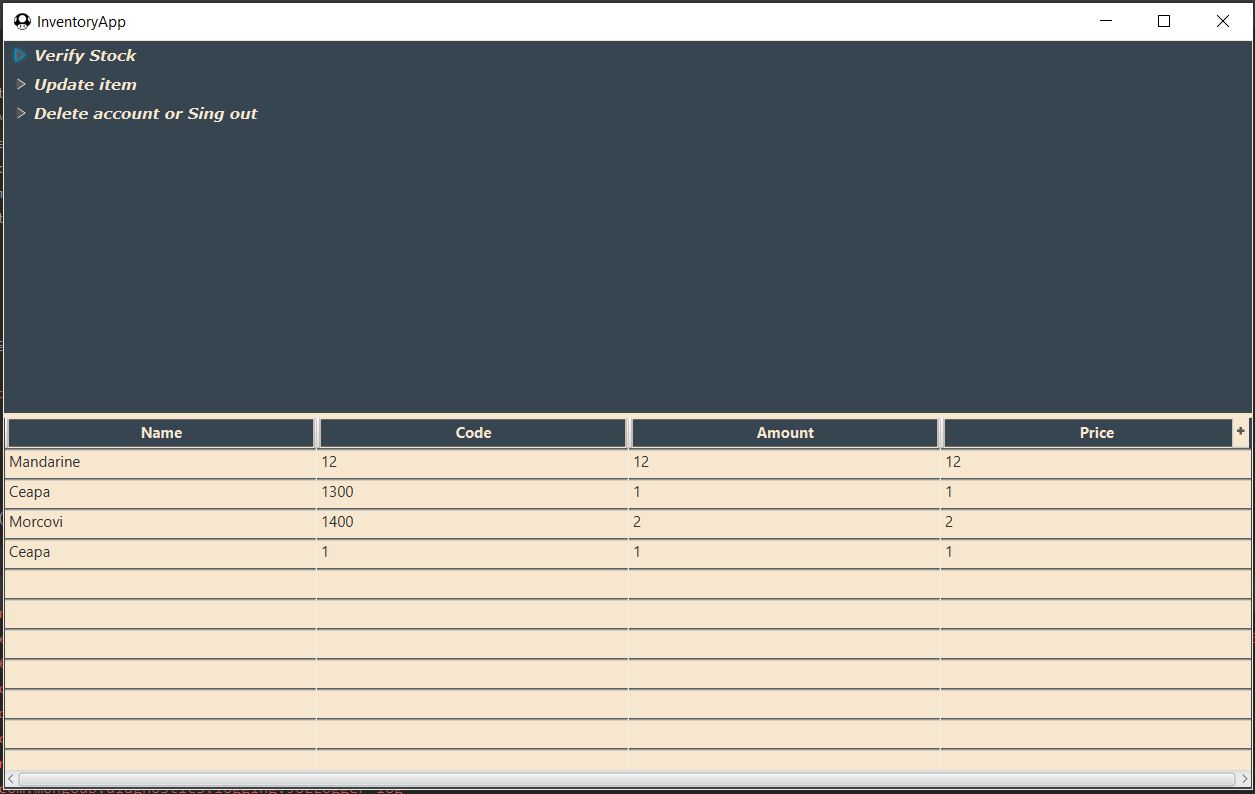 InventoryApp
Verify Stock
Update item
Delete account or Sing out
Name Code Amount Price +
Mandarine 12 12 12
Ceapa 1300 1 1
Morcovi 1400 2 2
Ceapa 1 1 1